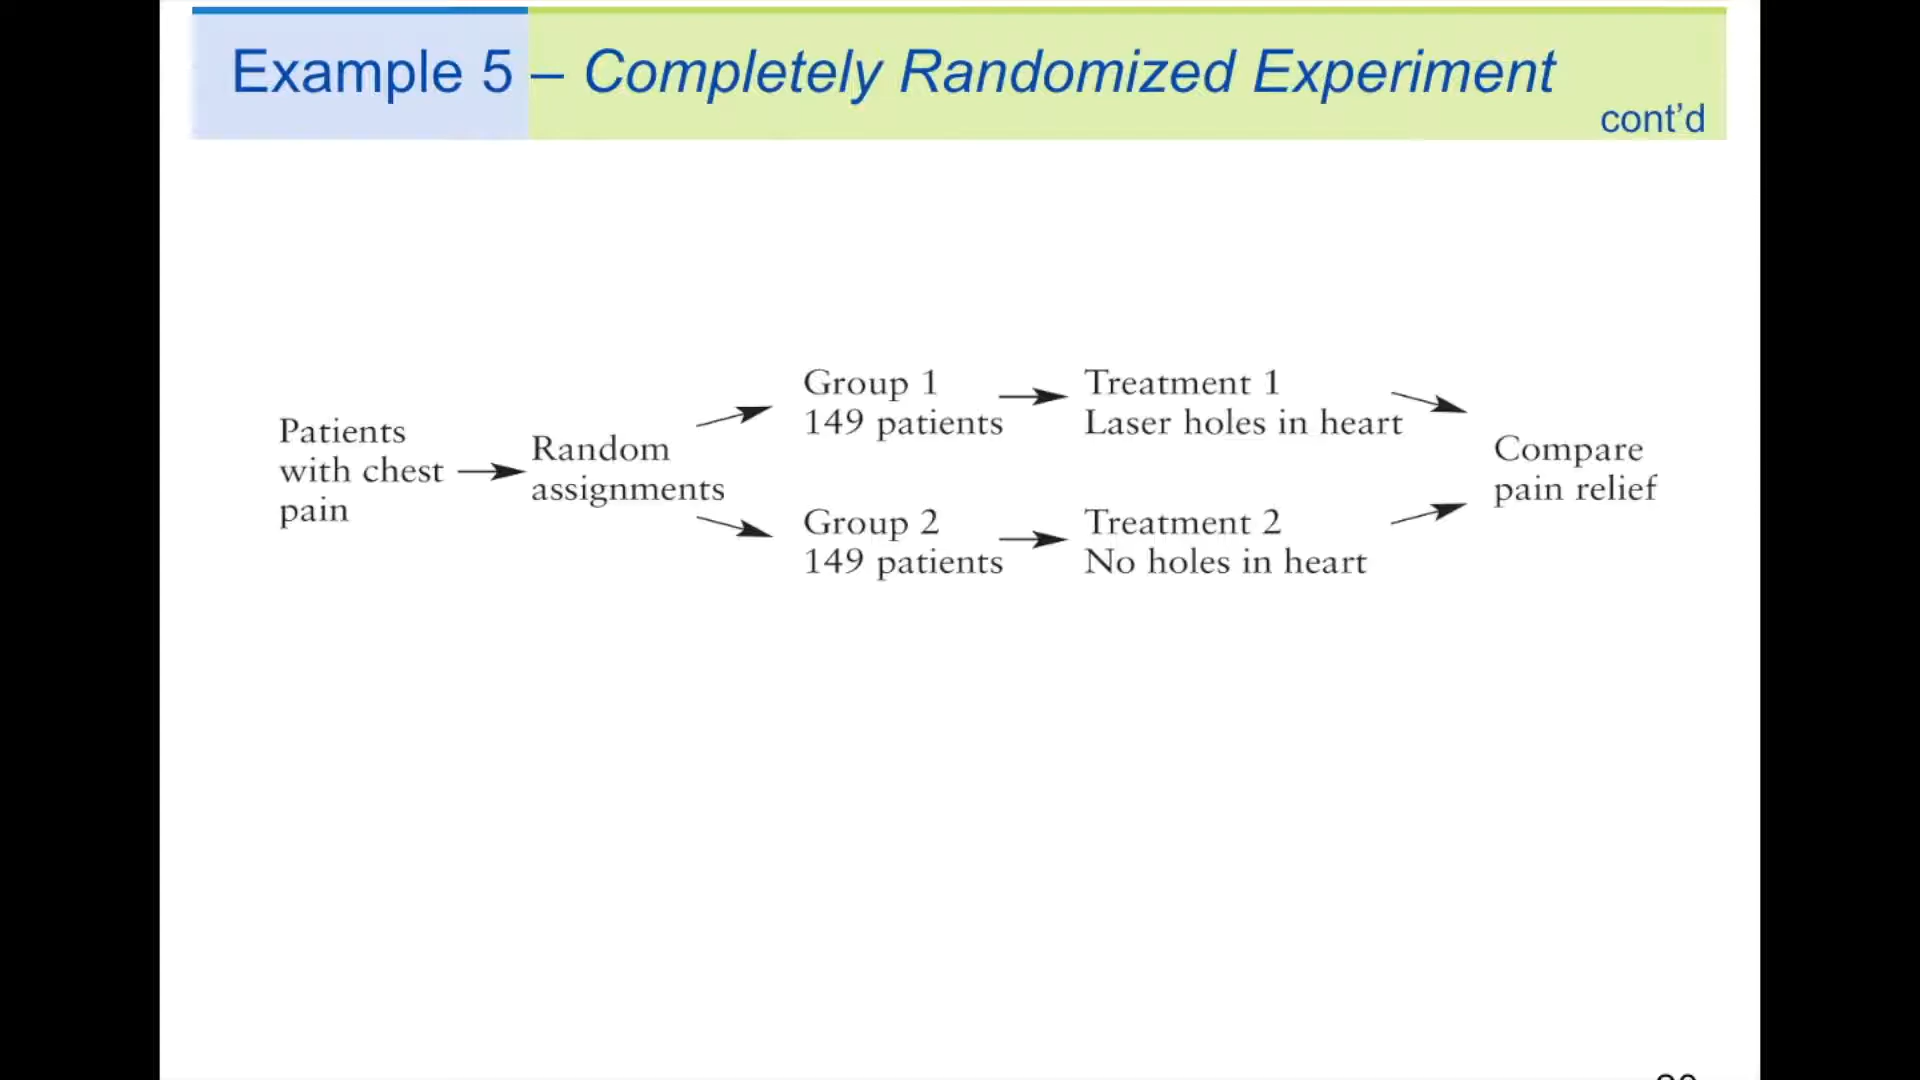 Example 5 – Completely Randomized Experiment
cont’d
Patients
with chest
pain
Random
assignments
Group 1
149 patients
Treatment 1
Laser holes in heart
Group 2
149 patients
Treatment 2
No holes in heart
Compare
pain relief